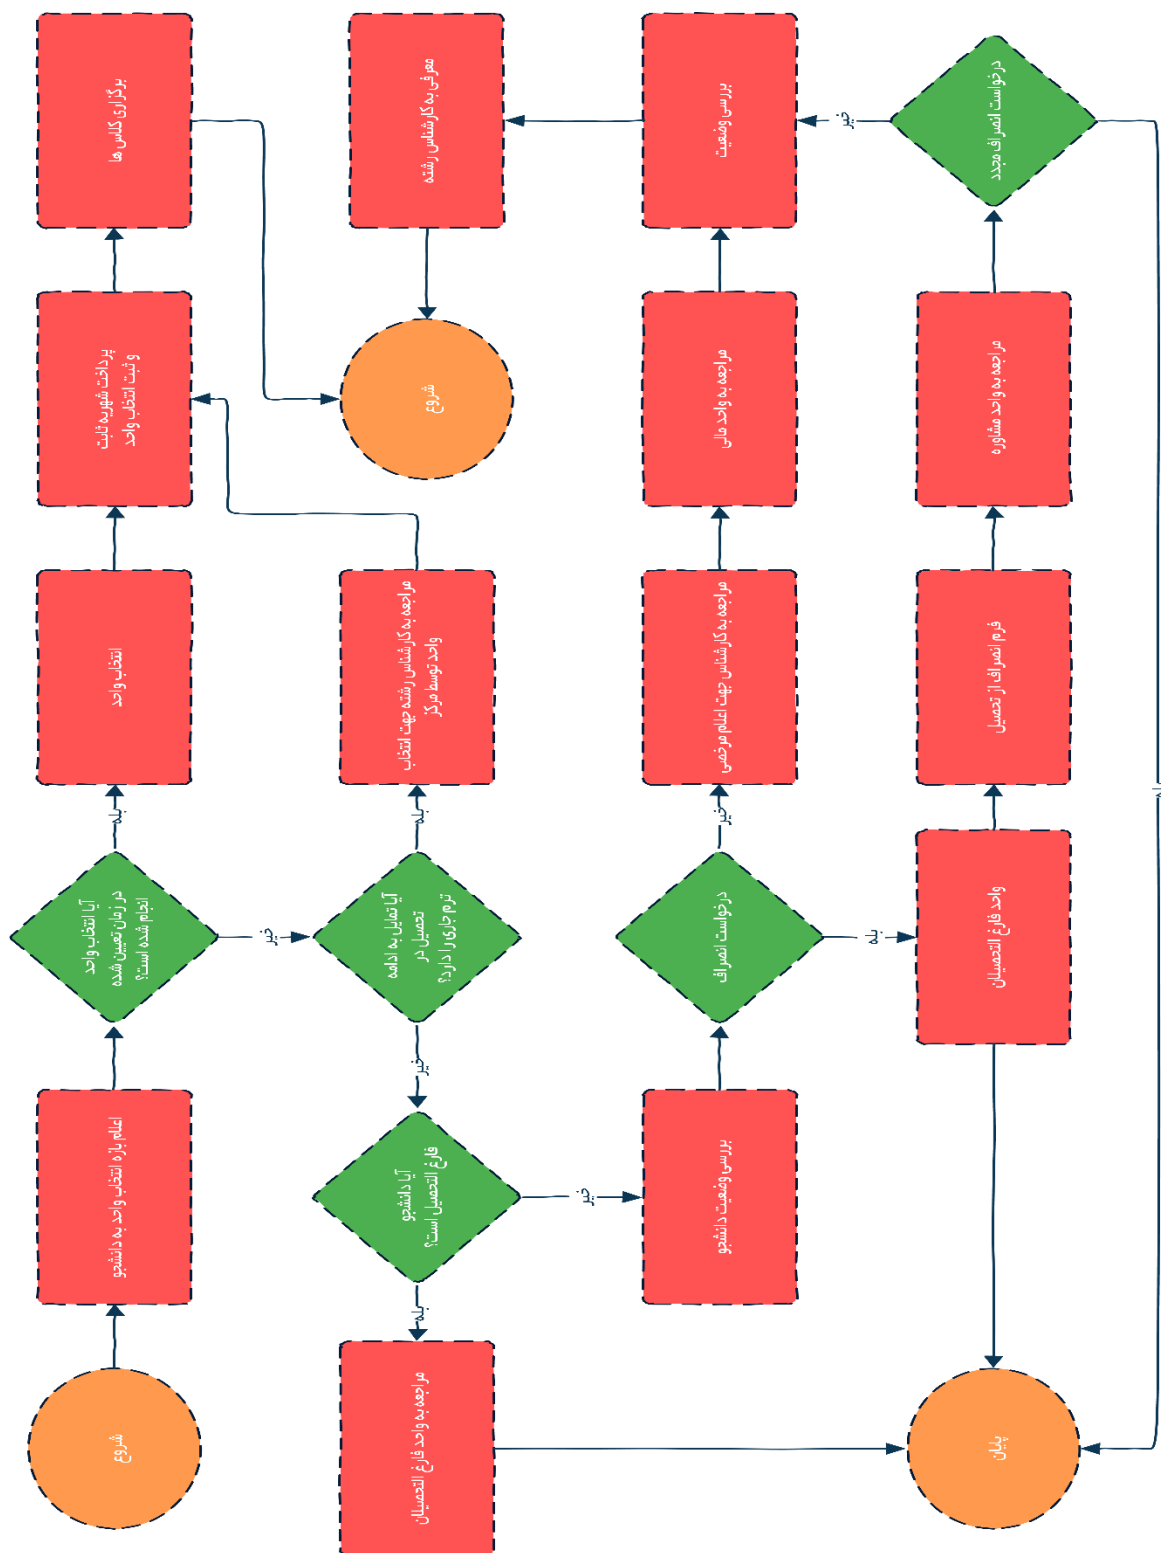 شروع
اعلام بازه انتخاب واحد به دانشجو
آیا انتخاب واحد
در زمان تعیین شده
انجام شده است؟
بله
خیر
انتخاب واحد
پرداخت شهریه ثابت
و ثبت انتخاب واحد
برگزاری کلاس ها
آیا تمایل به ادامه
تحصیل در
ترم جاری را دارد؟
بله
خیر
مراجعه به کارشناس رشته جهت انتخاب
واحد توسط مرکز
شروع
معرفی به کارشناس رشته
آیا دانشجو
فارغ التحصیل است؟
بله
خیر
مراجعه به واحد فارغ التحصیلان
بررسی وضعیت دانشجو
درخواست انصراف
خیر
بله
مراجعه به کارشناس جهت اعلام مرخصی
مراجعه به واحد مالی
بررسی وضعیت
واحد فارغ التحصیلان
فرم انصراف از تحصیل
مراجعه به واحد مشاوره
درخواست انصراف مجدد
خیر
پایان